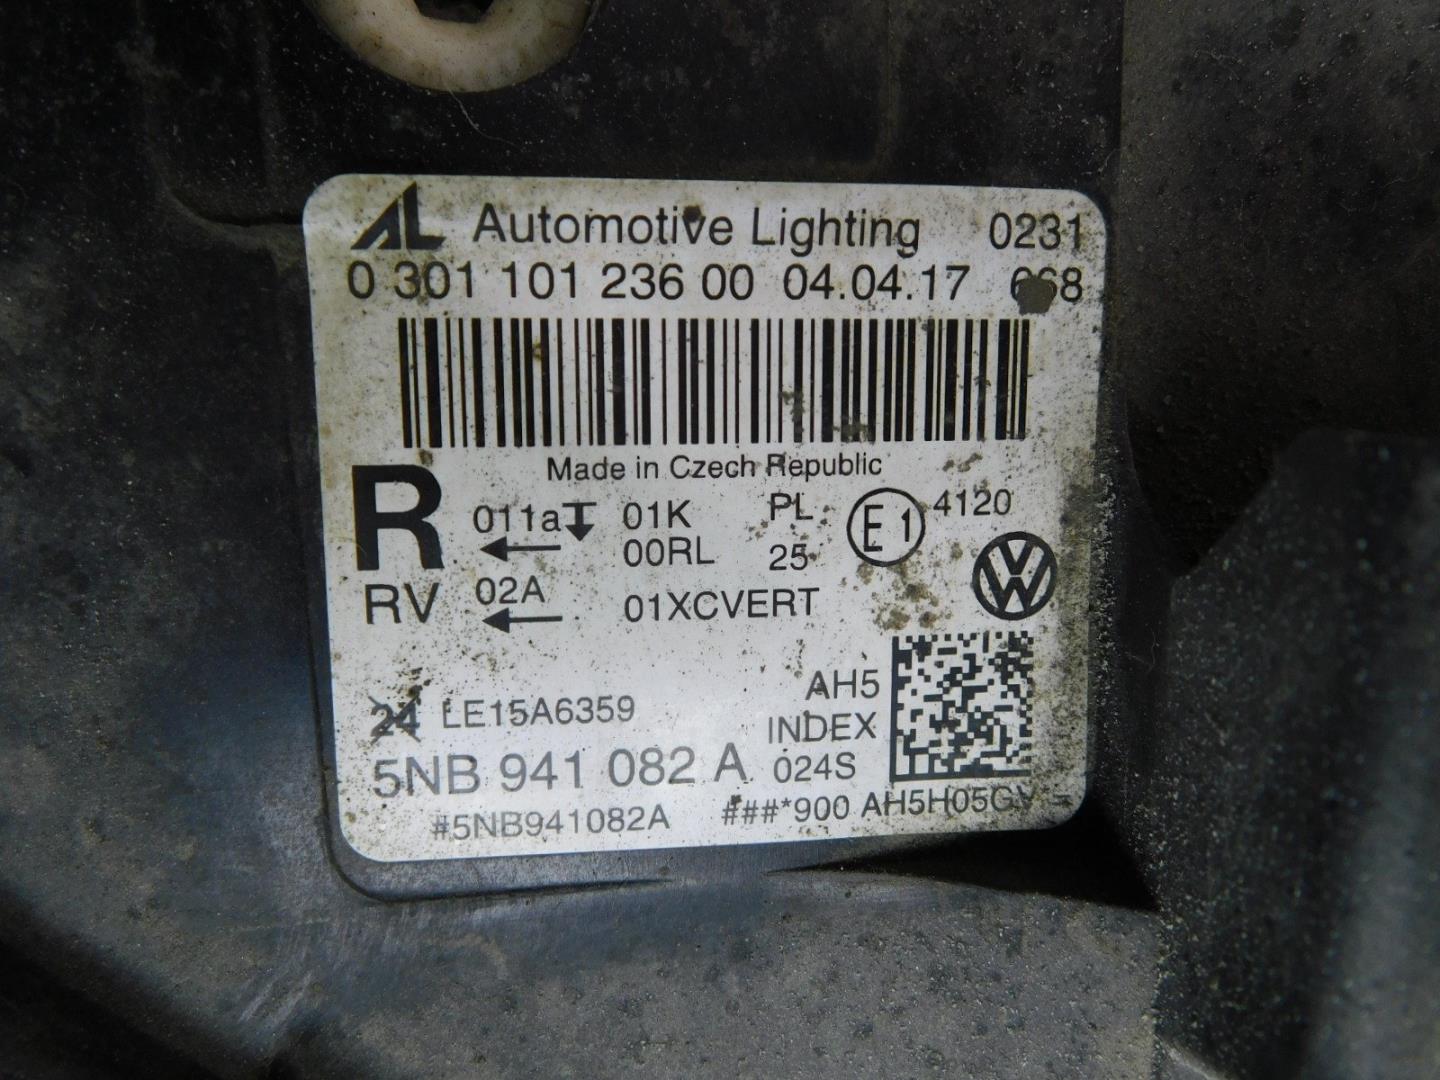 AL Automotive Lighting 0231
0 301 101 236 00 04.04.17
Made in Czech Republic
R 011a 01K PL E1 4120
00RL 25
RV 02A 01XCVERT
24 LE15A6359 AH5
INDEX
5NB 941 082 A 024S
#5NB941082A ###*900